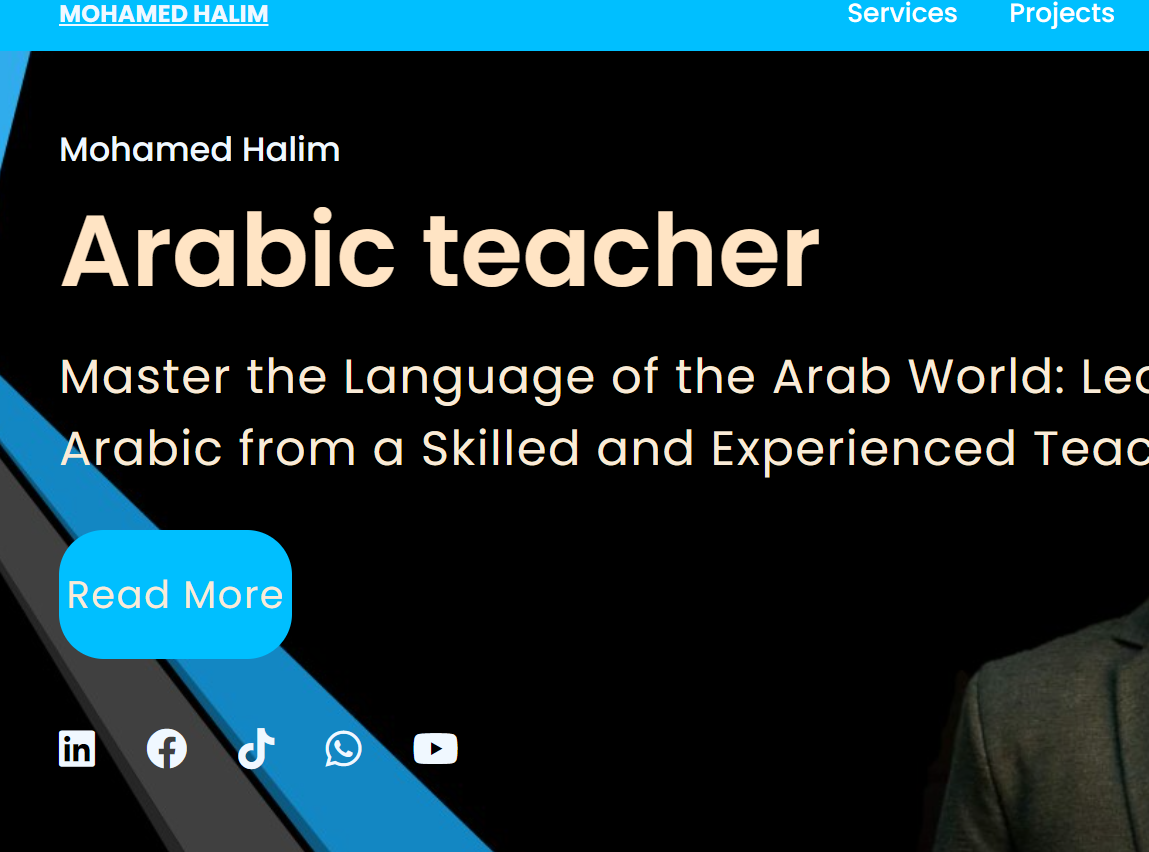 MOHAMED HALIM
Services Projects
Mohamed Halim
Arabic teacher
Master the Language of the Arab World:
Arabic from a Skilled and Experienced
Read More
in